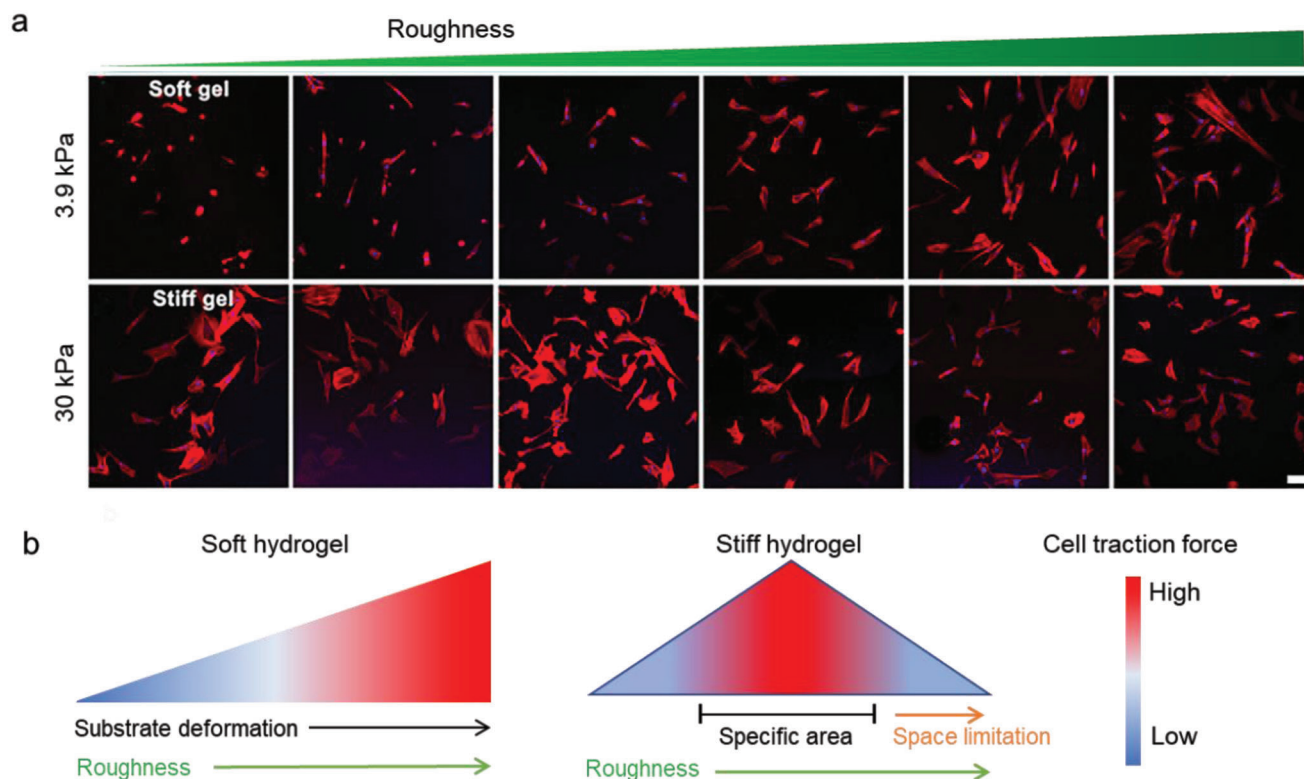 a
Roughness
Soft gel
3.9 kPa
Stiff gel
30 kPa
b
Soft hydrogel
Stiff hydrogel
Cell traction force
High
Low
Substrate deformation
Specific area
Space limitation
Roughness
Roughness